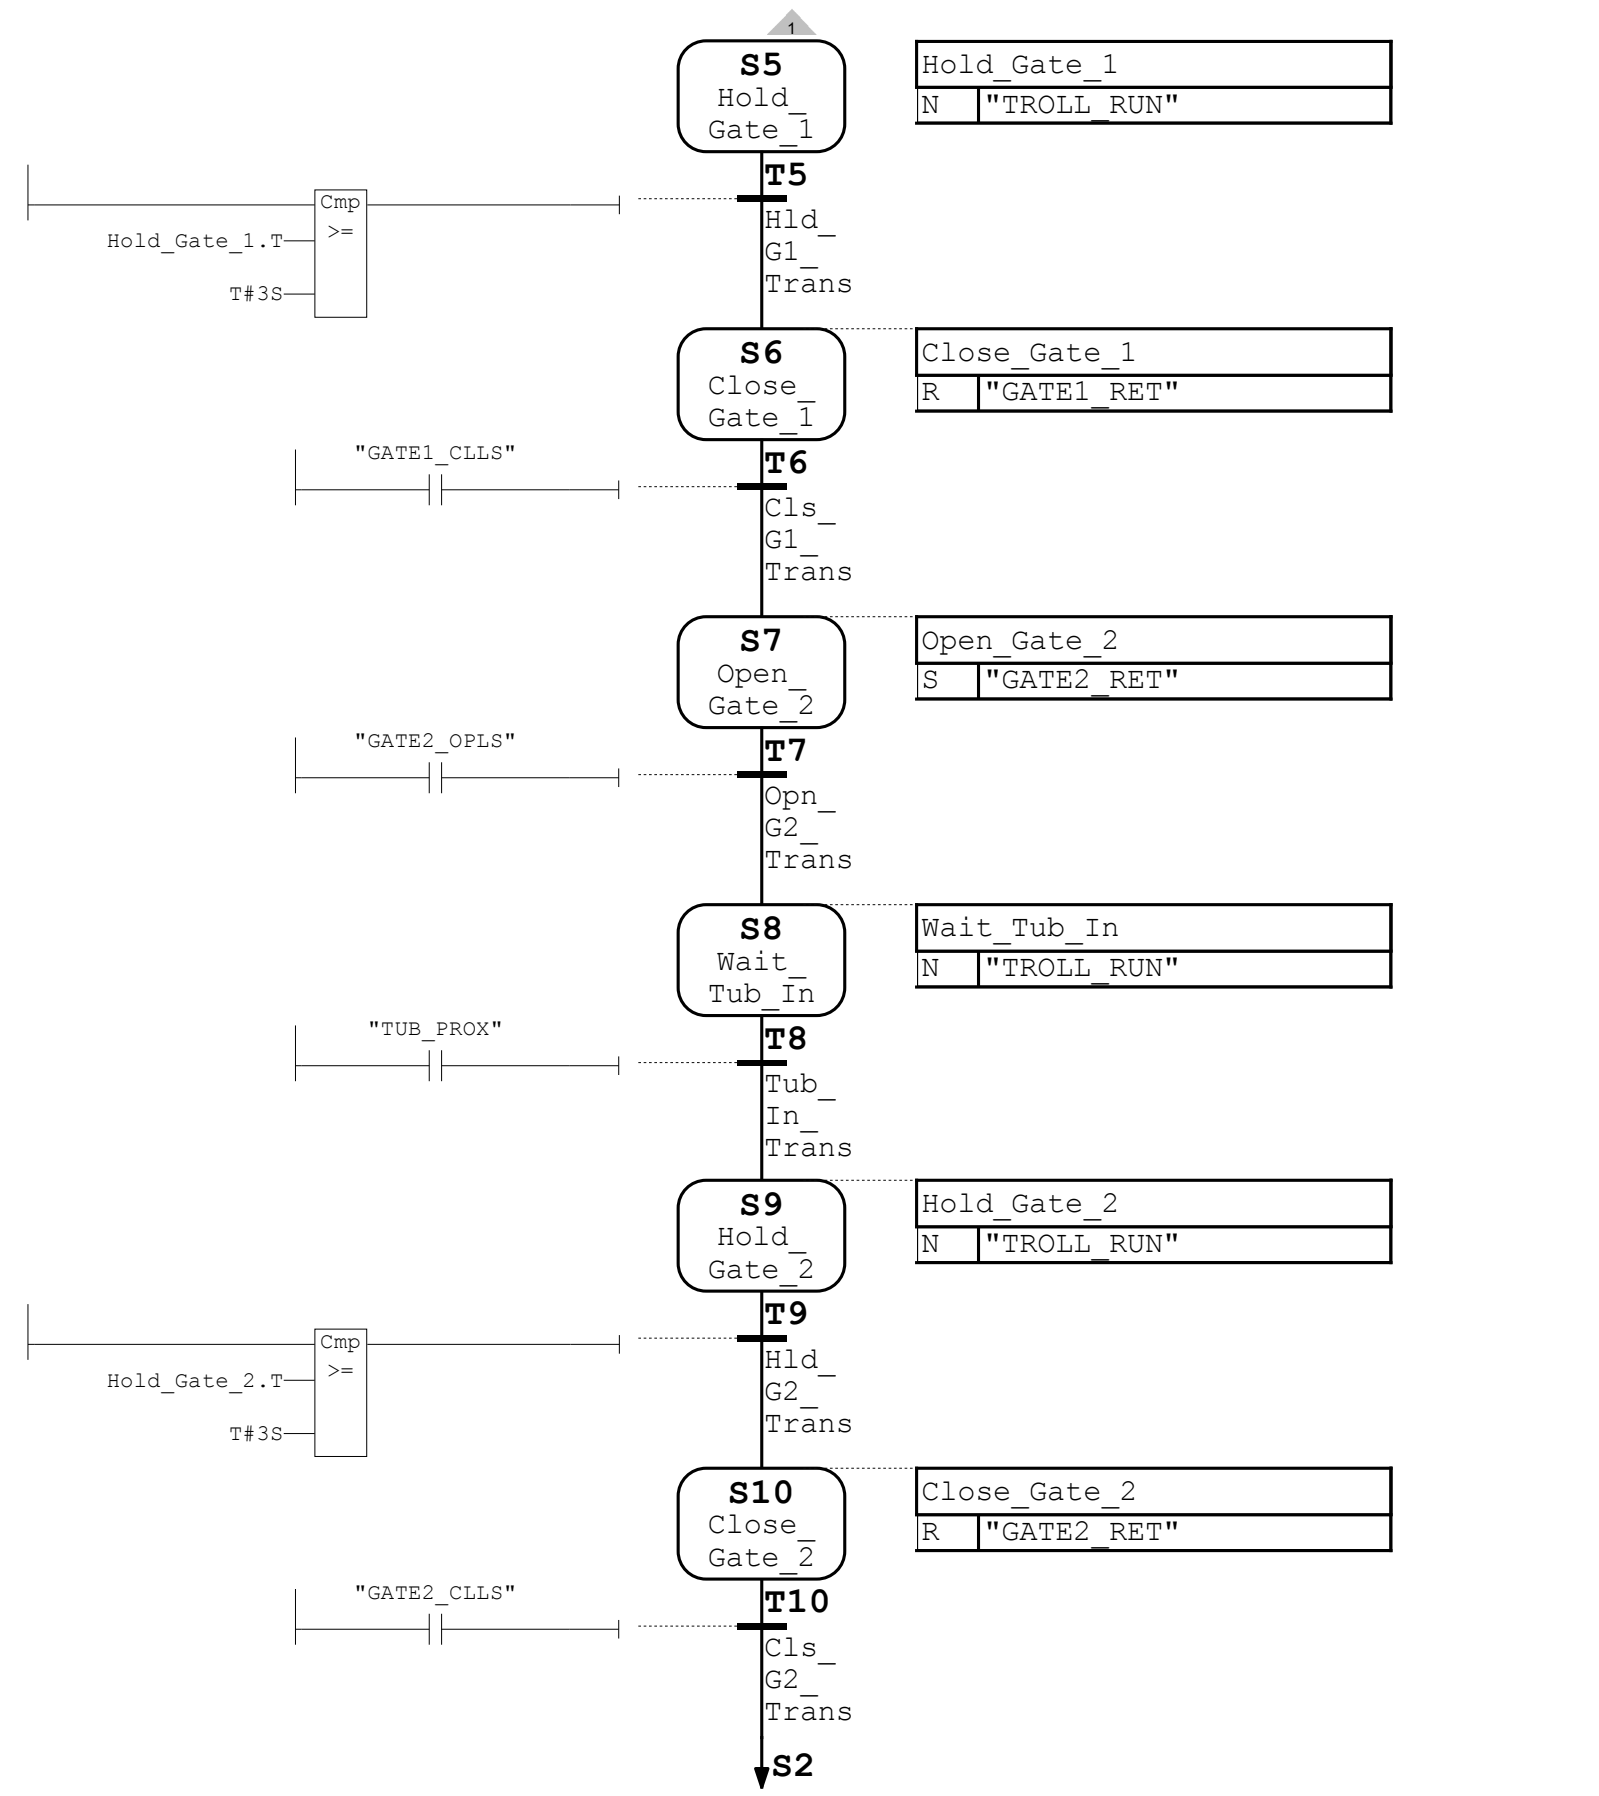 1
S5
Hold_
Gate_1
Hold_Gate_1
N "TROLL_RUN"
T5
Hld_
G1_
Trans
Cmp
>=
Hold_Gate_1.T
T#3S
S6
Close_
Gate_1
Close_Gate_1
R "GATE1_RET"
"GATE1_CLLS"
T6
Cls_
G1_
Trans
S7
Open_
Gate_2
Open_Gate_2
S "GATE2_RET"
"GATE2_OPLS"
T7
Opn_
G2_
Trans
S8
Wait_
Tub_In
Wait_Tub_In
N "TROLL_RUN"
"TUB_PROX"
T8
Tub_
In_
Trans
S9
Hold_
Gate_2
Hold_Gate_2
N "TROLL_RUN"
T9
Hld_
G2_
Trans
Cmp
>=
Hold_Gate_2.T
T#3S
S10
Close_
Gate_2
Close_Gate_2
R "GATE2_RET"
"GATE2_CLLS"
T10
Cls_
G2_
Trans
S2